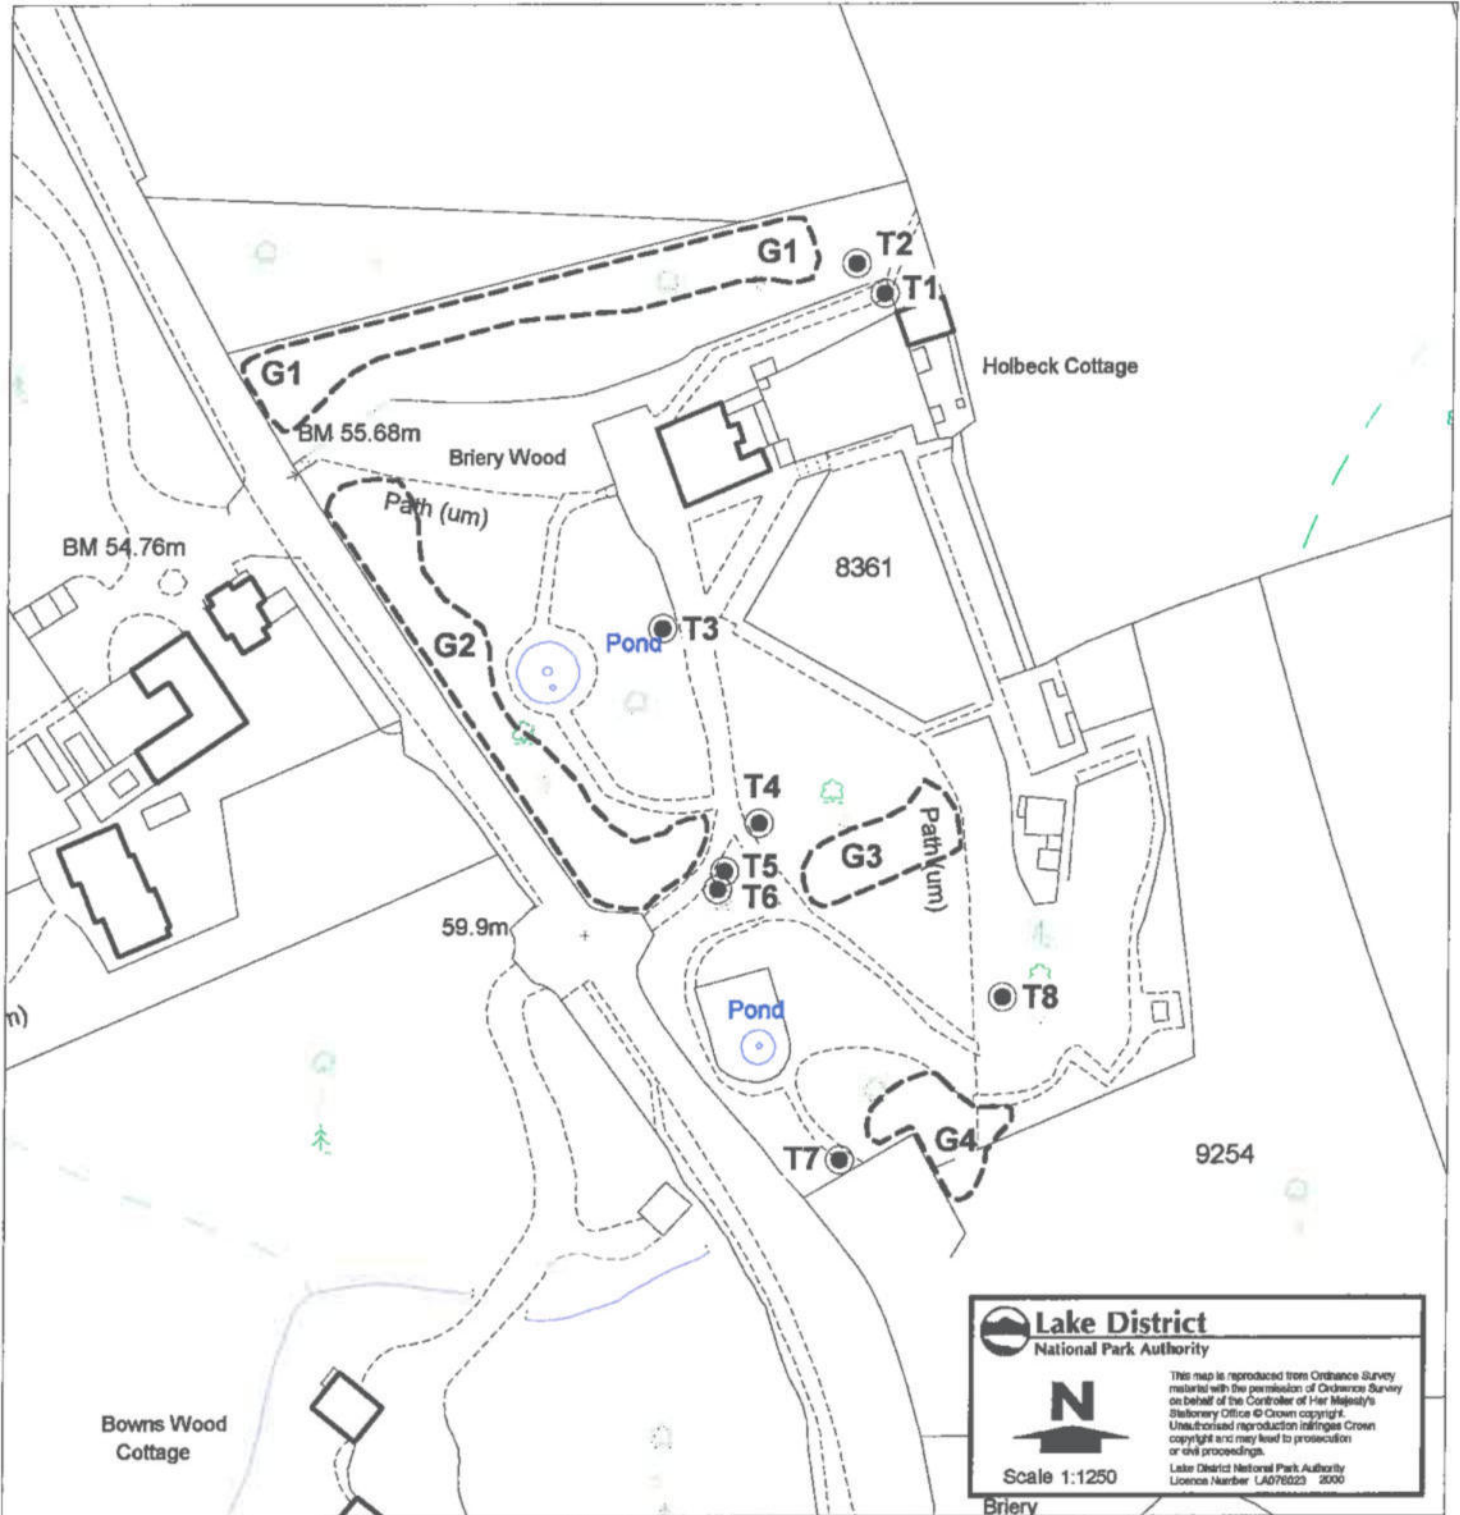 G1
T2
T1
G1
Holbeck Cottage
BM 55.68m
Briery Wood
Path (um)
BM 54.76m
8361
G2
Pond
T3
T4
G3
Path (um)
T5
T6
59.9m
T8
Pond
G4
T7
9254
Bowns Wood
Cottage
Lake District
National Park Authority
N
Scale 1:1250
This map is reproduced from Ordnance Survey
material with the permission of Ordnance Survey
on behalf of the Controller of Her Majesty's
Stationery Office © Crown copyright.
Unauthorised reproduction infringes Crown
copyright and may lead to prosecution
or civil proceedings.
Lake District National Park Authority
Licence Number LA076023 2000
Briery